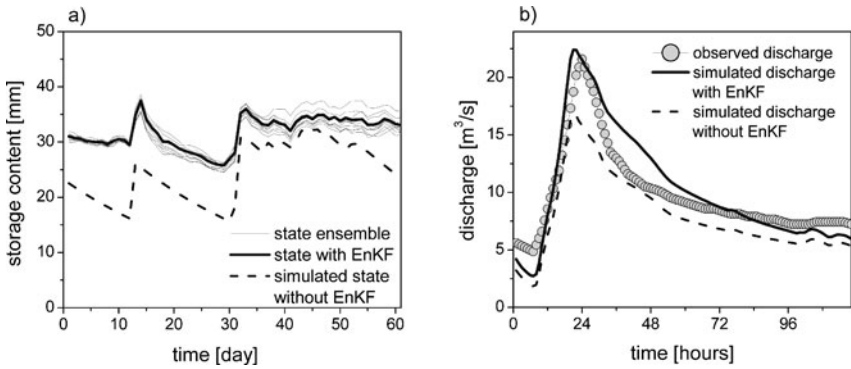 a)
50
40
30
20
10
0
storage content [mm]
state ensemble
state with EnKF
simulated state
without EnKF
0 10 20 30 40 50 60
time [day]
b)
20
15
10
5
0
discharge [m³/s]
observed discharge
simulated discharge
with EnKF
simulated discharge
without EnKF
0 24 48 72 96
time [hours]